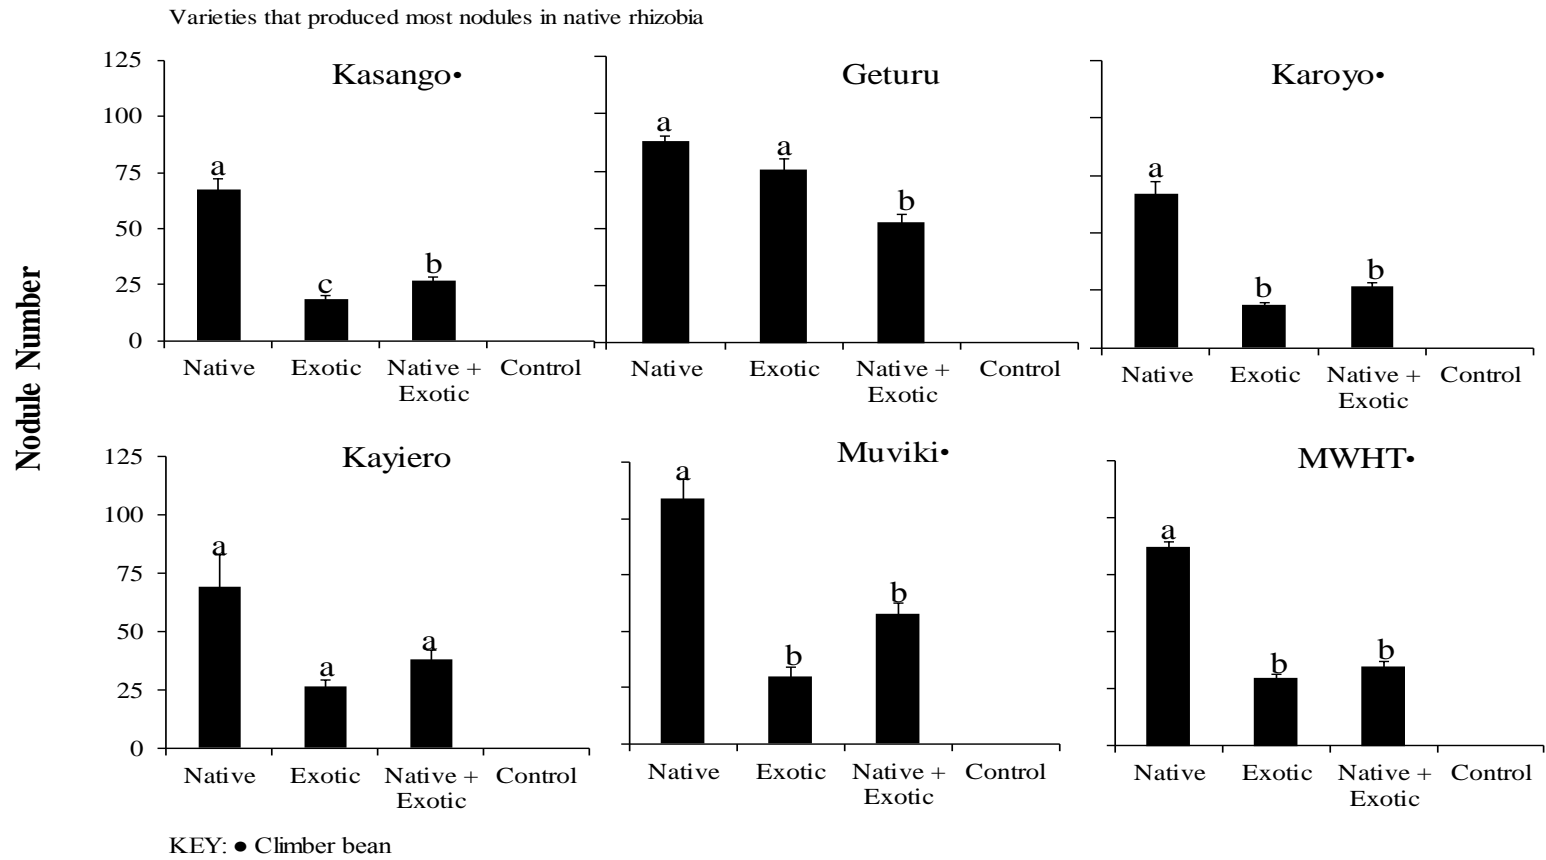 Varieties that produced most nodules in native rhizobia
Nodule Number
Kasango•
125
100
75
50
25
0
a
c
b
Native Exotic Native + Control
Exotic
Geturu
a
a
b
Native Exotic Native + Control
Exotic
Karoyo•
a
b
b
Native Exotic Native + Control
Exotic
Kayiero
125
100
75
50
25
0
a
a
a
Native Exotic Native + Control
Exotic
Muviki•
a
b
b
Native Exotic Native + Control
Exotic
MWHT•
a
b
b
Native Exotic Native + Control
Exotic
KEY: ● Climber bean